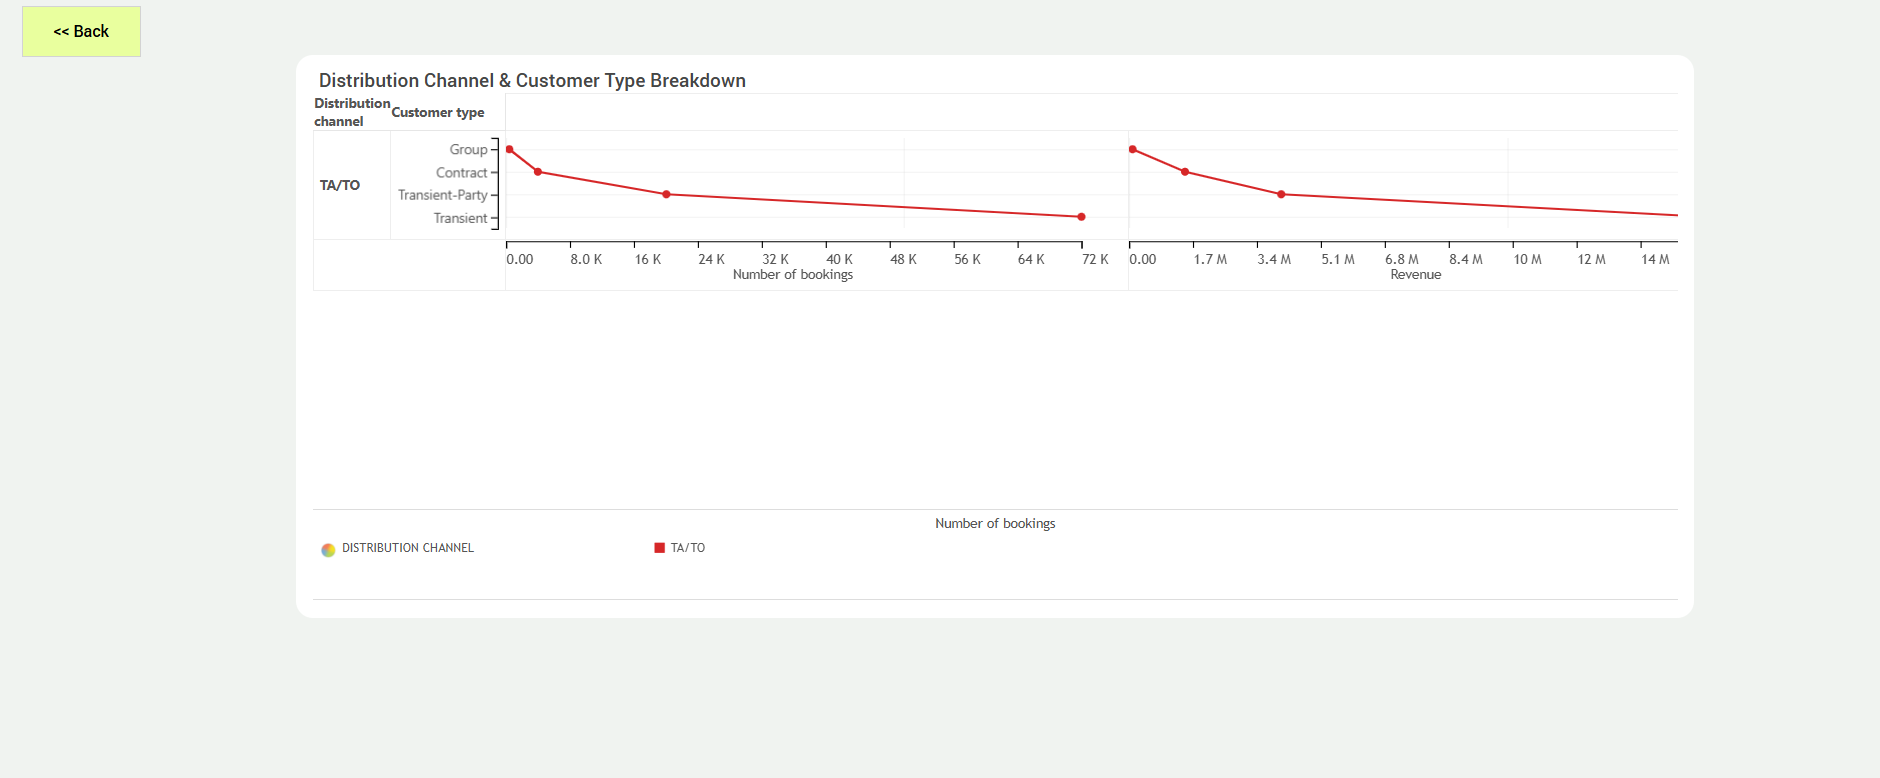 << Back
Distribution Channel & Customer Type Breakdown
Distribution channel
Customer type
TA/TO
Group
Contract
Transient-Party
Transient
0.00 8.0 K 16 K 24 K 32 K 40 K 48 K 56 K 64 K 72 K
Number of bookings
0.00 1.7 M 3.4 M 5.1 M 6.8 M 8.4 M 10 M 12 M 14 M
Revenue
Number of bookings
DISTRIBUTION CHANNEL
TA/TO